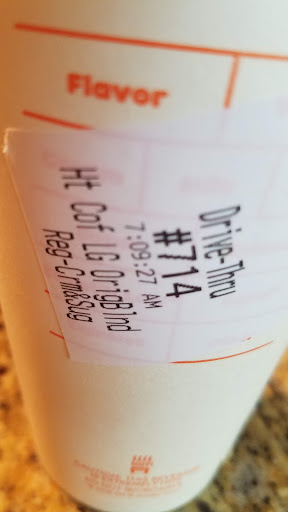 Flavor
Drive-Thru
#714
7:09:27 AM
Ht Cof LG OrigBlnd
Reg Crm&Sug